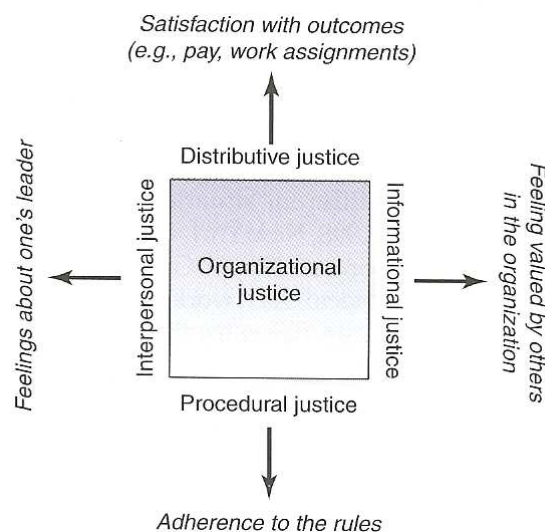 Satisfaction with outcomes
(e.g., pay, work assignments)
Distributive justice
Feelings about one's leader
Interpersonal justice
Organizational
justice
Informational justice
Feeling valued by others
in the organization
Procedural justice
Adherence to the rules